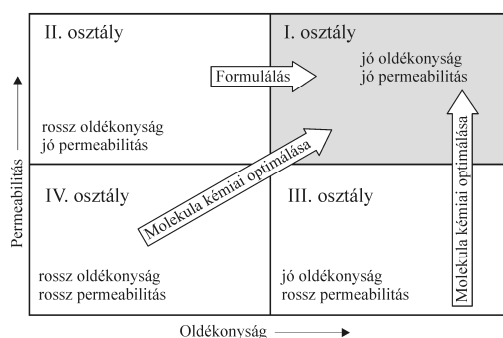 II. osztály
Formulálás
rossz oldékonyság
jó permeabilitás
I. osztály
jó oldékonyság
jó permeabilitás
Permeabilitás
IV. osztály
Molekula kémiai optimálása
rossz oldékonyság
rossz permeabilitás
III. osztály
jó oldékonyság
rossz permeabilitás
Molekula kémiai optimálása
Oldékonyság